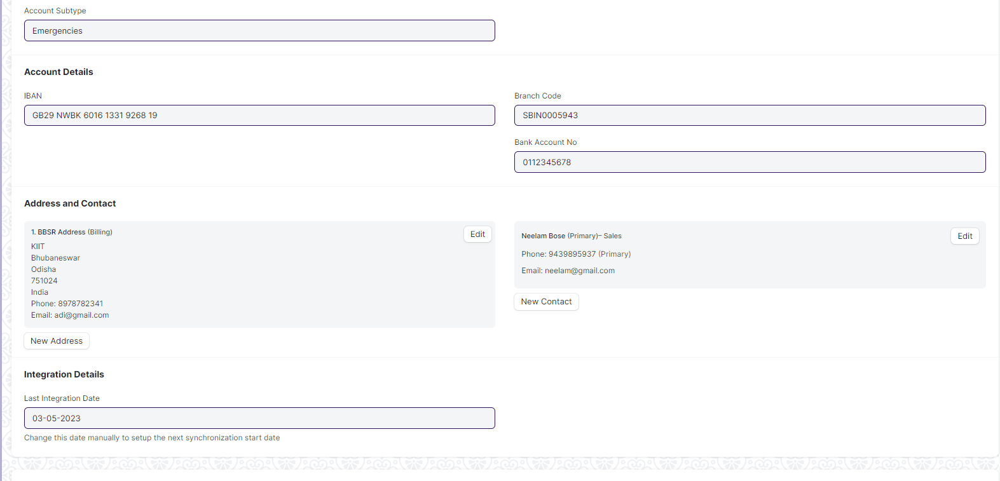 Account Subtype
Emergencies
Account Details
IBAN
GB29 NWBK 6016 1331 9268 19
Branch Code
SBIN0005943
Bank Account No
0112345678
Address and Contact
1. BBSR Address (Billing)
Edit
KIIT
Bhubaneswar
Odisha
751024
India
Phone: 8978782341
Email: adi@gmail.com
New Address
Neelam Bose (Primary)– Sales
Edit
Phone: 9439895937 (Primary)
Email: neelam@gmail.com
New Contact
Integration Details
Last Integration Date
03-05-2023
Change this date manually to setup the next synchronization start date